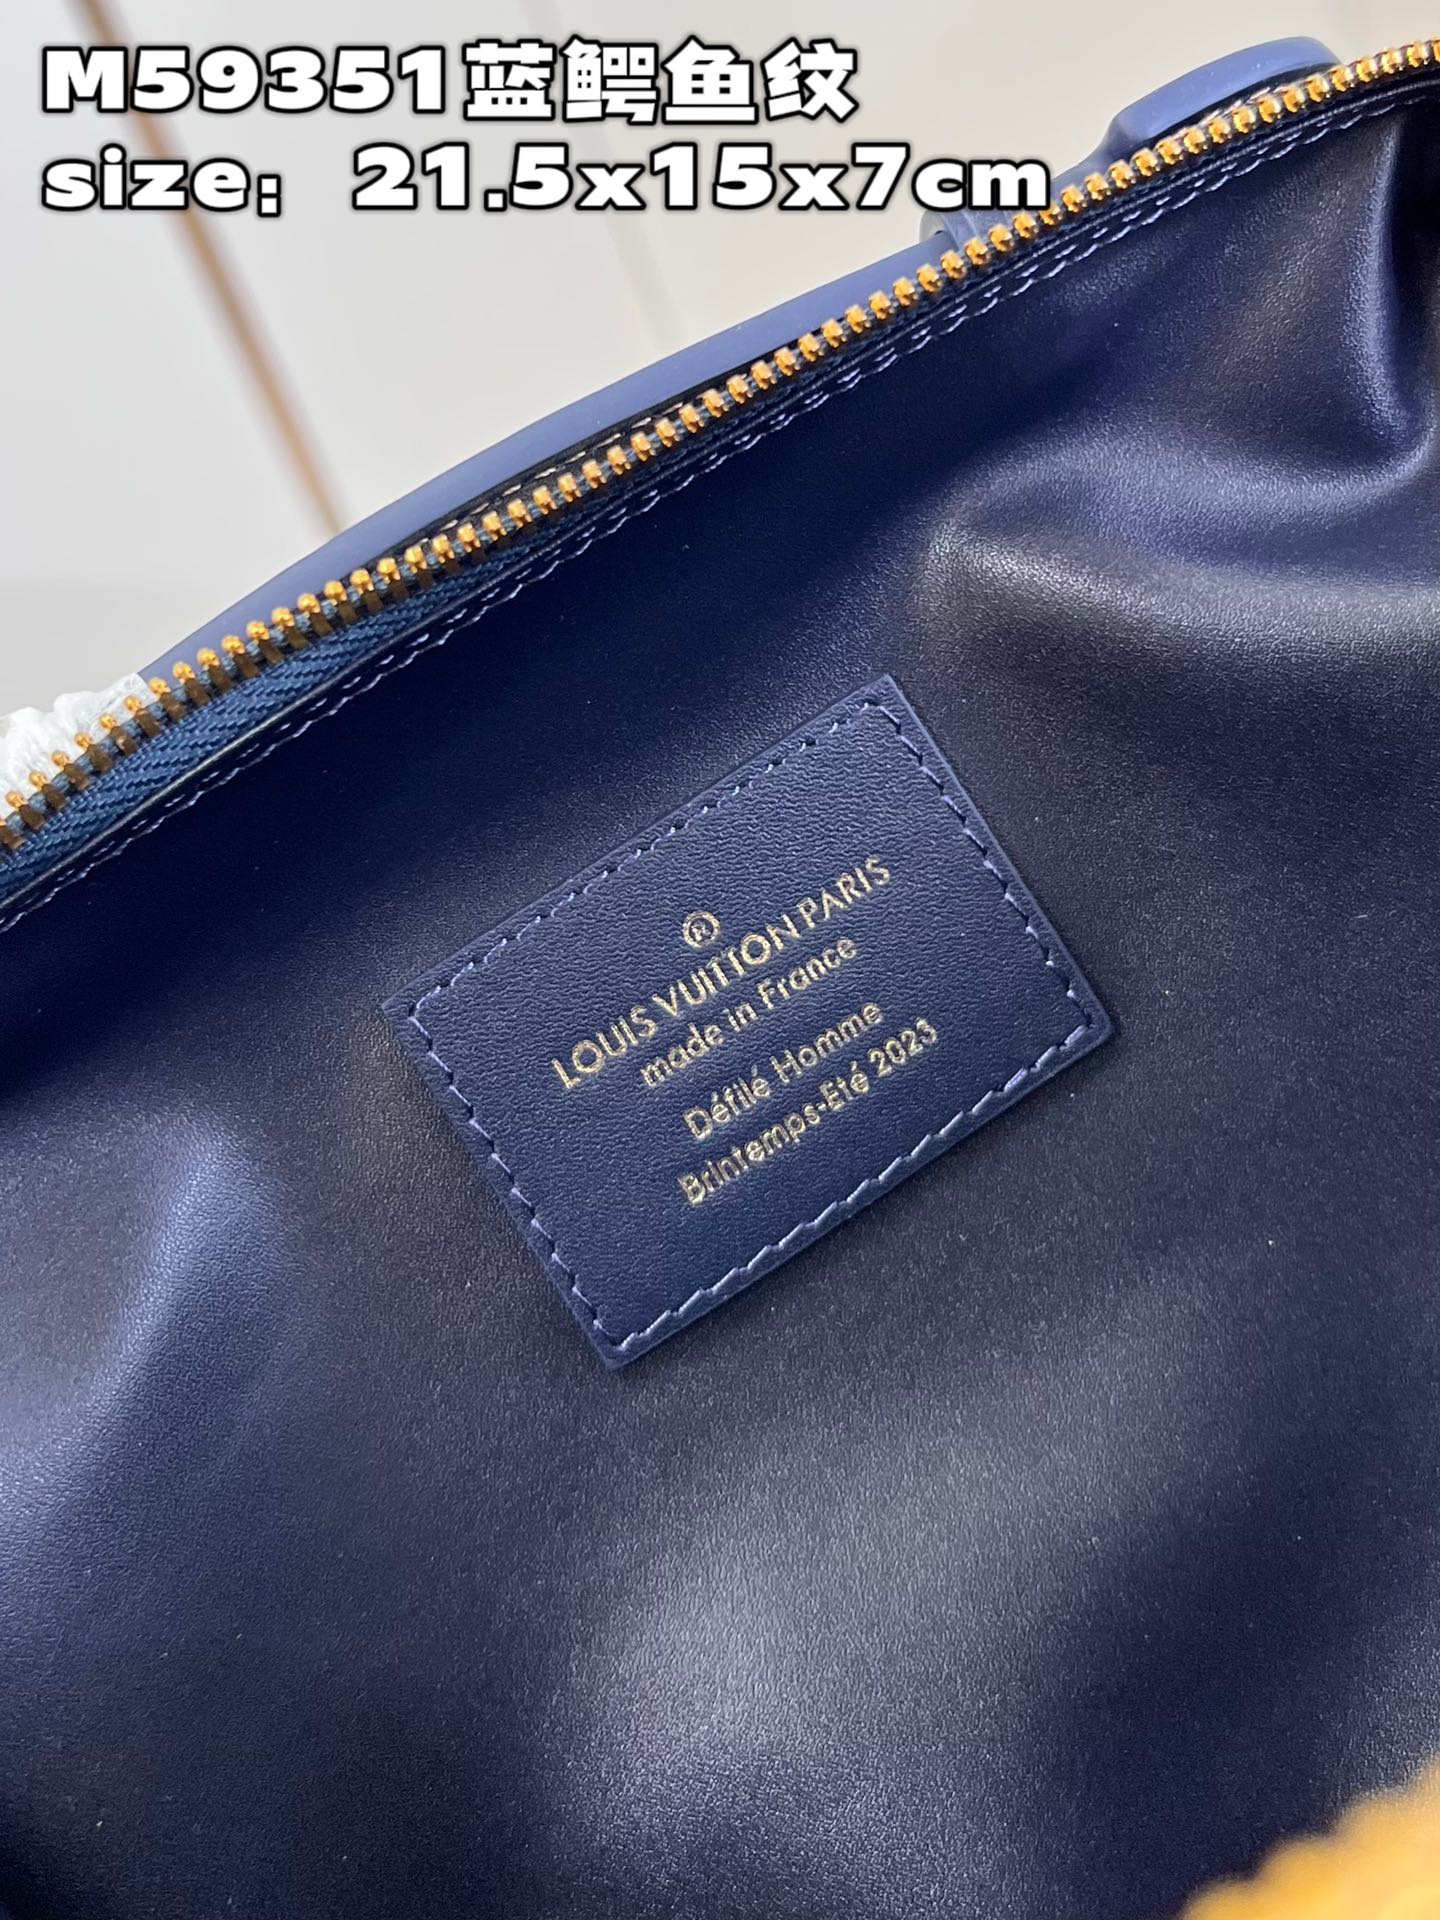 M59351蓝鳄鱼纹
size：21.5x15x7cm
®
LOUIS VUITTON PARIS
made in France
Défilé Homme
Printemps-Eté 2023